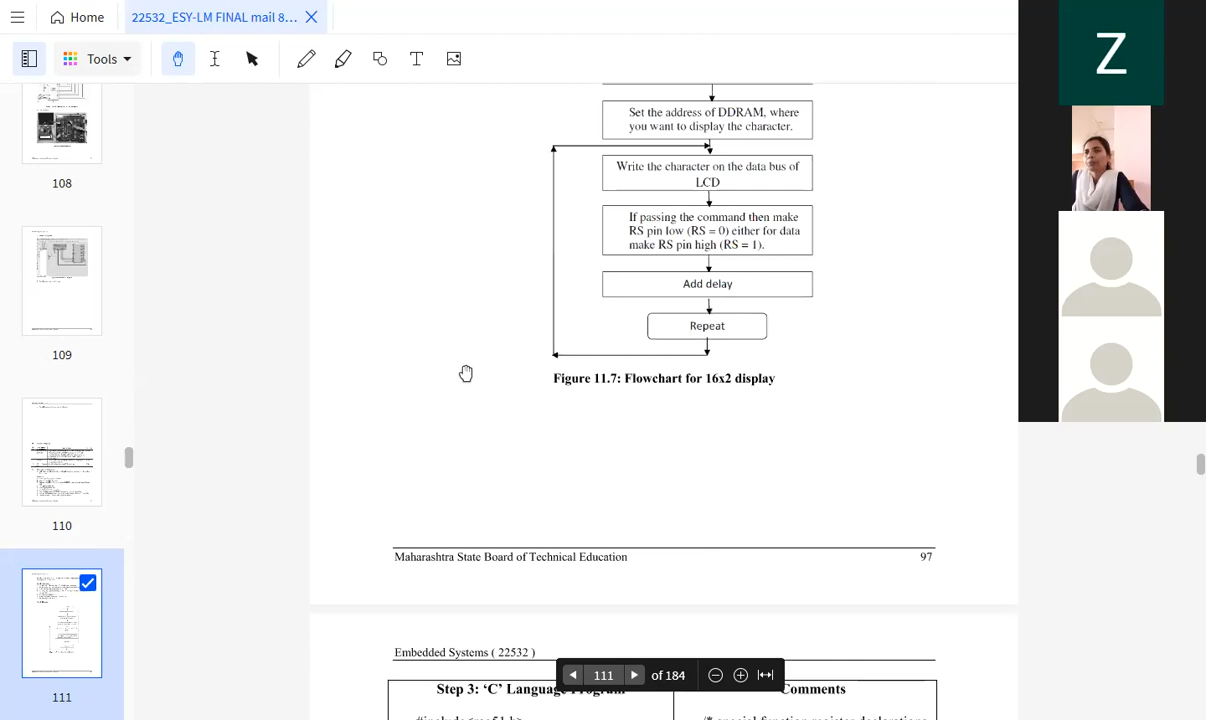 Home
22532_ESY-LM FINAL mail 8...
Tools
Z
108
109
110
111
Set the address of DDRAM, where
you want to display the character.
Write the character on the data bus of
LCD
If passing the command then make
RS pin low (RS = 0) either for data
make RS pin high (RS = 1).
Add delay
Repeat
Figure 11.7: Flowchart for 16x2 display
Maharashtra State Board of Technical Education 97
Embedded Systems ( 22532 )
111 of 184
Step 3: ‘C’ Language Program Comments